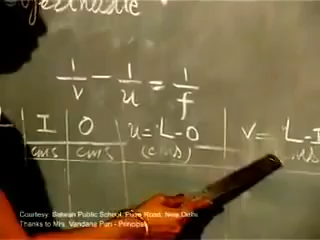 1/v - 1/u = 1/f
I O u = L-O v = L-I
cms cms (cms)
Courtesy: Salwan Public School, Pusa Road, New Delhi
Thanks to Mrs. Vandana Puri - Principal